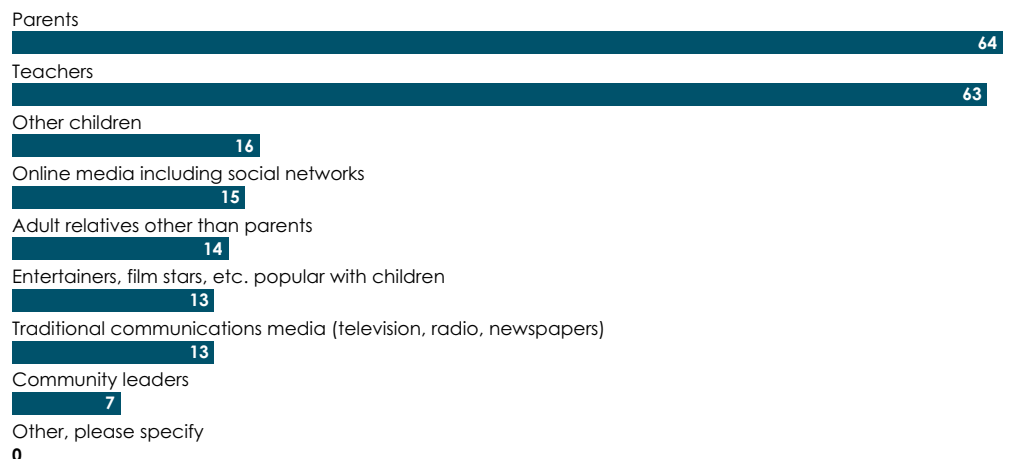 Parents
64
Teachers
63
Other children
16
Online media including social networks
15
Adult relatives other than parents
14
Entertainers, film stars, etc. popular with children
13
Traditional communications media (television, radio, newspapers)
13
Community leaders
7
Other, please specify
0